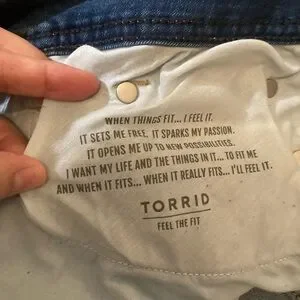 WHEN THINGS FIT... I FEEL IT.
IT SETS ME FREE. IT SPARKS MY PASSION.
IT OPENS ME UP TO NEW POSSIBILITIES.
I WANT MY LIFE AND THE THINGS IN IT... TO FIT ME
AND WHEN IT FITS... WHEN IT REALLY FITS... I'LL FEEL IT.
TORRID
FEEL THE FIT